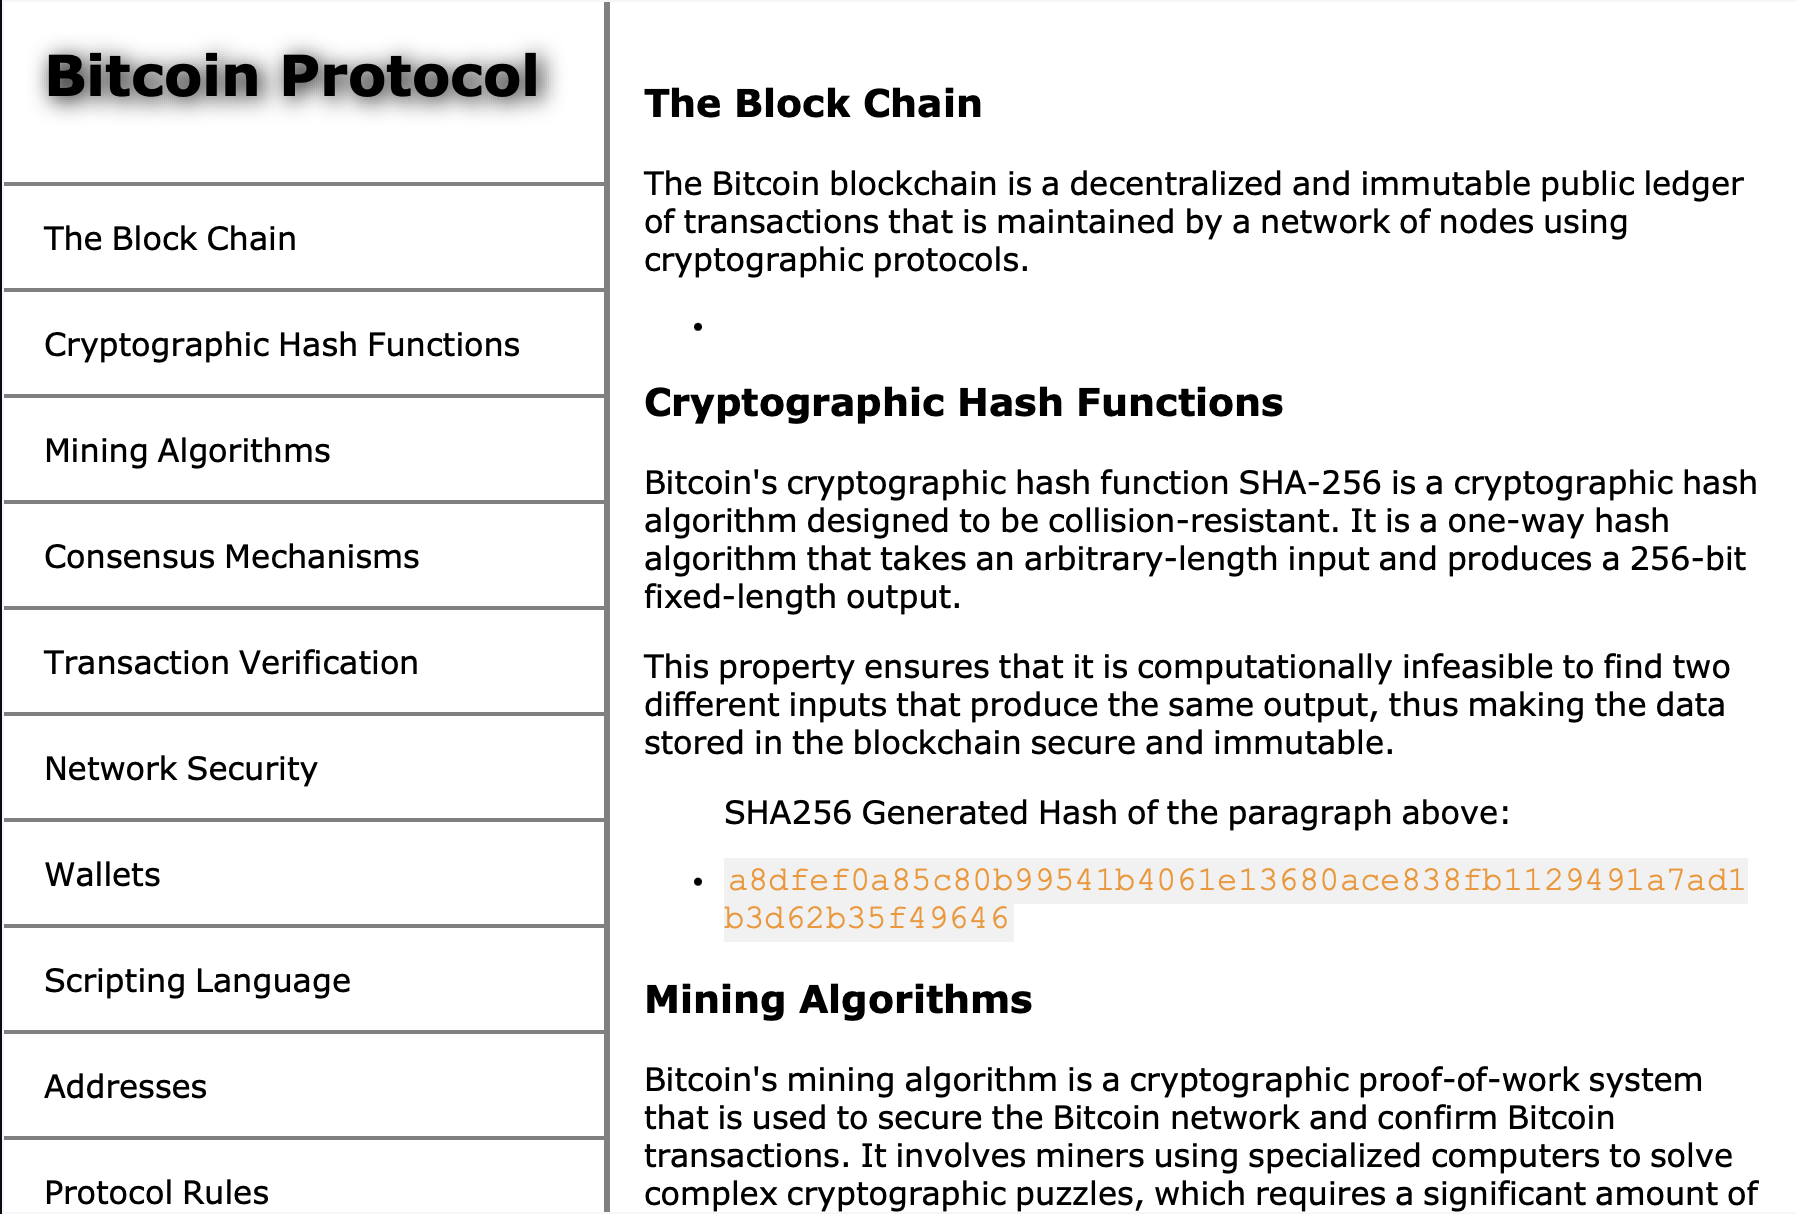 Bitcoin Protocol
The Block Chain
Cryptographic Hash Functions
Mining Algorithms
Consensus Mechanisms
Transaction Verification
Network Security
Wallets
Scripting Language
Addresses
Protocol Rules
The Block Chain
The Bitcoin blockchain is a decentralized and immutable public ledger
of transactions that is maintained by a network of nodes using
cryptographic protocols.
Cryptographic Hash Functions
Bitcoin's cryptographic hash function SHA-256 is a cryptographic hash
algorithm designed to be collision-resistant. It is a one-way hash
algorithm that takes an arbitrary-length input and produces a 256-bit
fixed-length output.
This property ensures that it is computationally infeasible to find two
different inputs that produce the same output, thus making the data
stored in the blockchain secure and immutable.
SHA256 Generated Hash of the paragraph above:
a8dfef0a85c80b99541b4061e13680ace838fb1129491a7ad1
b3d62b35f49646
Mining Algorithms
Bitcoin's mining algorithm is a cryptographic proof-of-work system
that is used to secure the Bitcoin network and confirm Bitcoin
transactions. It involves miners using specialized computers to solve
complex cryptographic puzzles, which requires a significant amount of